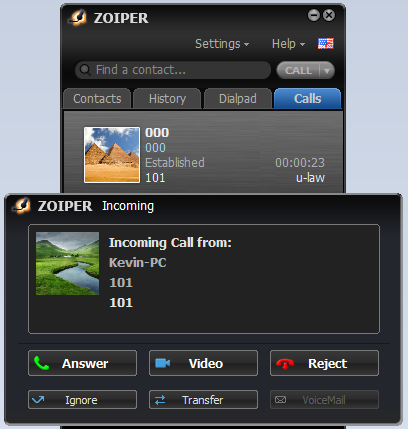 ZOIPER
Settings Help
Find a contact... CALL
Contacts History Dialpad Calls
000
000
Established 00:00:23
101 u-law
ZOIPER Incoming
Incoming Call from:
Kevin-PC
101
101
Answer Video Reject
Ignore Transfer VoiceMail